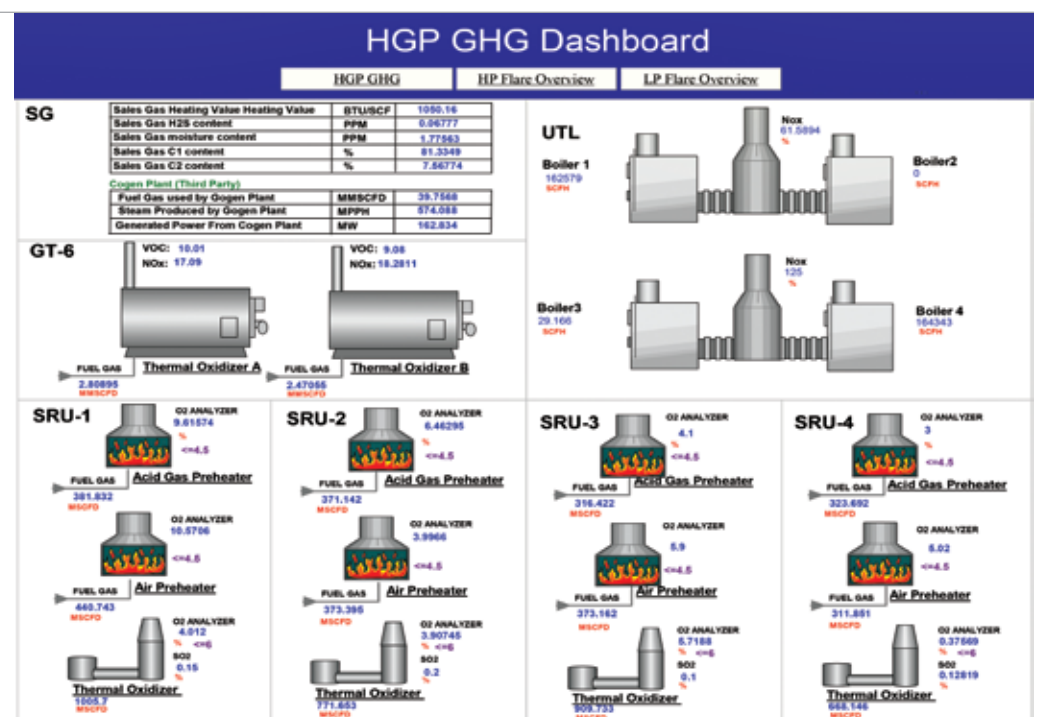 HGP GHG Dashboard
HGP GHG HP Flare Overview LP Flare Overview
SG
Sales Gas Heating Value Heating Value BTU/SCF 1050.16
Sales Gas H2S content PPM 0.06777
Sales Gas moisture content PPM 1.77563
Sales Gas C1 content % 81.3349
Sales Gas C2 content % 7.56774
Cogen Plant (Third Party)
Fuel Gas used by Gogen Plant MMSCFD 39.7568
Steam Produced by Gogen Plant MPPH 574.088
Generated Power From Cogen Plant MW 162.834
UTL
Nox
61.5894
%
Boiler 1
162579
SCFH
Boiler2
0
SCFH
Nox
125
%
Boiler3
29.166
SCFH
Boiler 4
164343
SCFH
GT-6
VOC: 10.01
NOx: 17.09
FUEL GAS
2.80895
MMSCFD
Thermal Oxidizer A
VOC: 9.08
NOx: 18.2811
FUEL GAS
2.47055
MMSCFD
Thermal Oxidizer B
SRU-1
O2 ANALYZER
9.61574
%
<=4.5
FUEL GAS
381.832
MSCFD
Acid Gas Preheater
O2 ANALYZER
10.5706
<=4.5
FUEL GAS
440.743
MSCFD
Air Preheater
O2 ANALYZER
4.012
% <=6
SO2
0.15
%
Thermal Oxidizer
1005.7
MSCFD
SRU-2
O2 ANALYZER
6.46295
%
<=4.5
FUEL GAS
371.142
MSCFD
Acid Gas Preheater
O2 ANALYZER
3.9966
<=4.5
FUEL GAS
373.395
MSCFD
Air Preheater
O2 ANALYZER
3.90745
% <=6
SO2
0.2
%
Thermal Oxidizer
771.653
MSCFD
SRU-3
O2 ANALYZER
4.1
%
<=4.5
FUEL GAS
316.422
MSCFD
Acid Gas Preheater
O2 ANALYZER
5.9
<=4.5
FUEL GAS
373.162
MSCFD
Air Preheater
O2 ANALYZER
5.7188
% <=6
SO2
0.1
%
Thermal Oxidizer
909.733
MSCFD
SRU-4
O2 ANALYZER
3
%
<=4.5
FUEL GAS
323.692
MSCFD
Acid Gas Preheater
O2 ANALYZER
5.02
<=4.5
FUEL GAS
311.851
MSCFD
Air Preheater
O2 ANALYZER
0.37569
% <=6
SO2
0.12819
%
Thermal Oxidizer
668.146
MSCFD